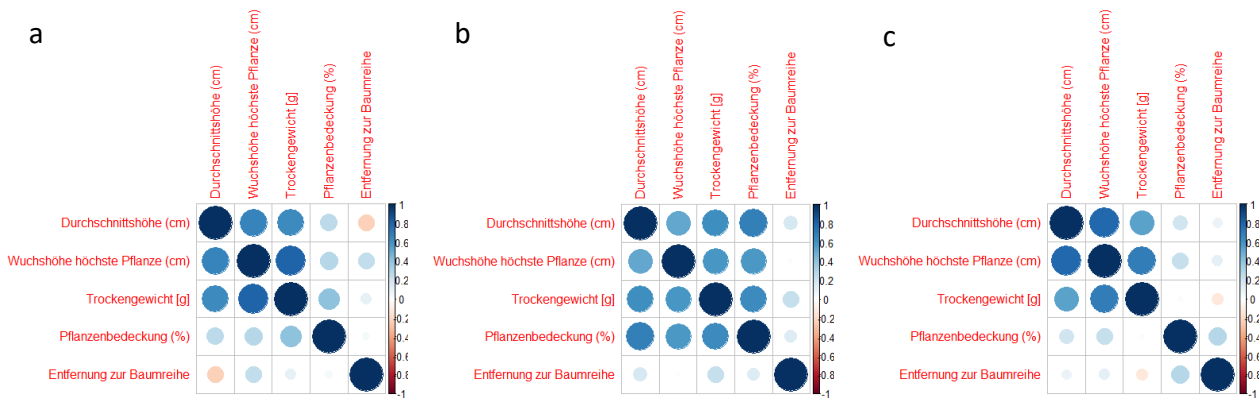 a
Durchschnittshöhe (cm)
Wuchshöhe höchste Pflanze (cm)
Trockengewicht [g]
Pflanzenbedeckung (%)
Entfernung zur Baumreihe
Durchschnittshöhe (cm)
Wuchshöhe höchste Pflanze (cm)
Trockengewicht [g]
Pflanzenbedeckung (%)
Entfernung zur Baumreihe
1
0.8
0.6
0.4
0.2
0
-0.2
-0.4
-0.6
-0.8
-1
b
Durchschnittshöhe (cm)
Wuchshöhe höchste Pflanze (cm)
Trockengewicht [g]
Pflanzenbedeckung (%)
Entfernung zur Baumreihe
Durchschnittshöhe (cm)
Wuchshöhe höchste Pflanze (cm)
Trockengewicht [g]
Pflanzenbedeckung (%)
Entfernung zur Baumreihe
1
0.8
0.6
0.4
0.2
0
-0.2
-0.4
-0.6
-0.8
-1
c
Durchschnittshöhe (cm)
Wuchshöhe höchste Pflanze (cm)
Trockengewicht [g]
Pflanzenbedeckung (%)
Entfernung zur Baumreihe
Durchschnittshöhe (cm)
Wuchshöhe höchste Pflanze (cm)
Trockengewicht [g]
Pflanzenbedeckung (%)
Entfernung zur Baumreihe
1
0.8
0.6
0.4
0.2
0
-0.2
-0.4
-0.6
-0.8
-1